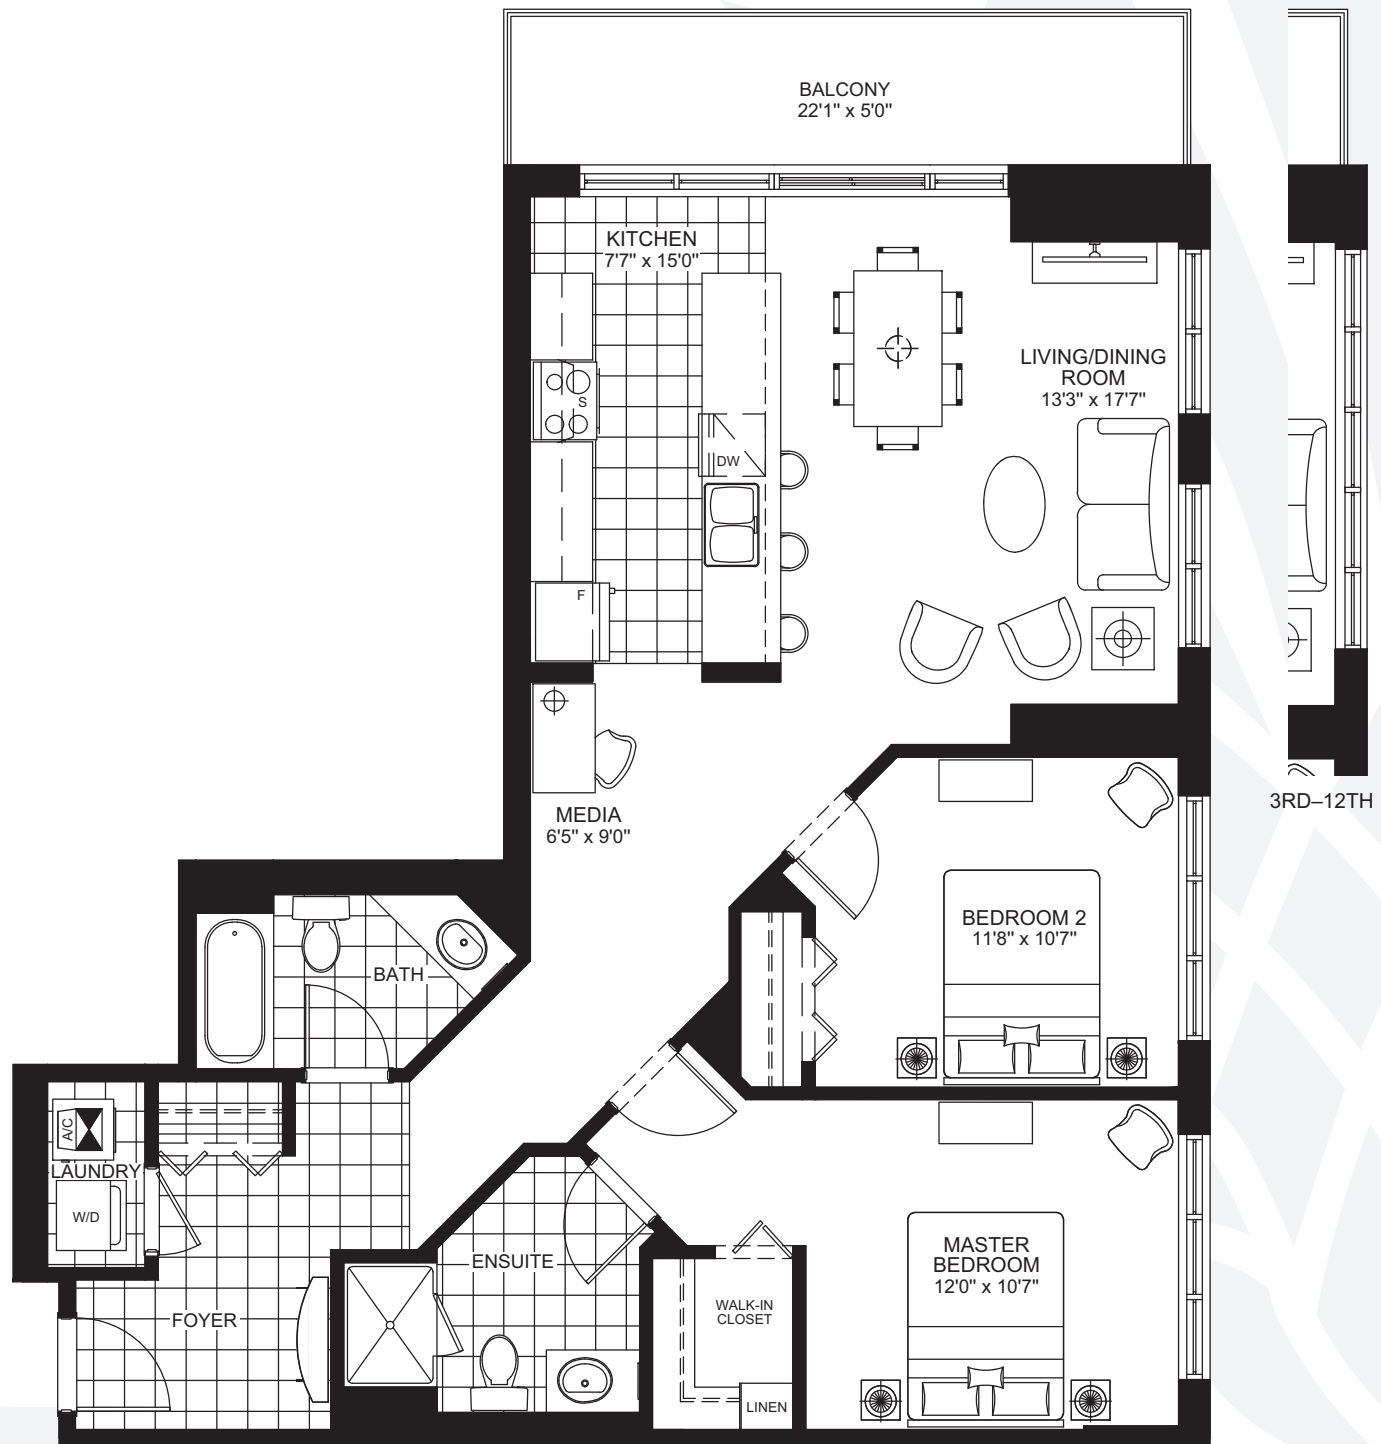 BALCONY
22'1" x 5'0"
KITCHEN
7'7" x 15'0"
LIVING/DINING
ROOM
13'3" x 17'7"
S
DW
F
3RD–12TH
MEDIA
6'5" x 9'0"
BEDROOM 2
11'8" x 10'7"
BATH
A/C
LAUNDRY
W/D
ENSUITE
MASTER
BEDROOM
12'0" x 10'7"
WALK-IN
CLOSET
FOYER
LINEN